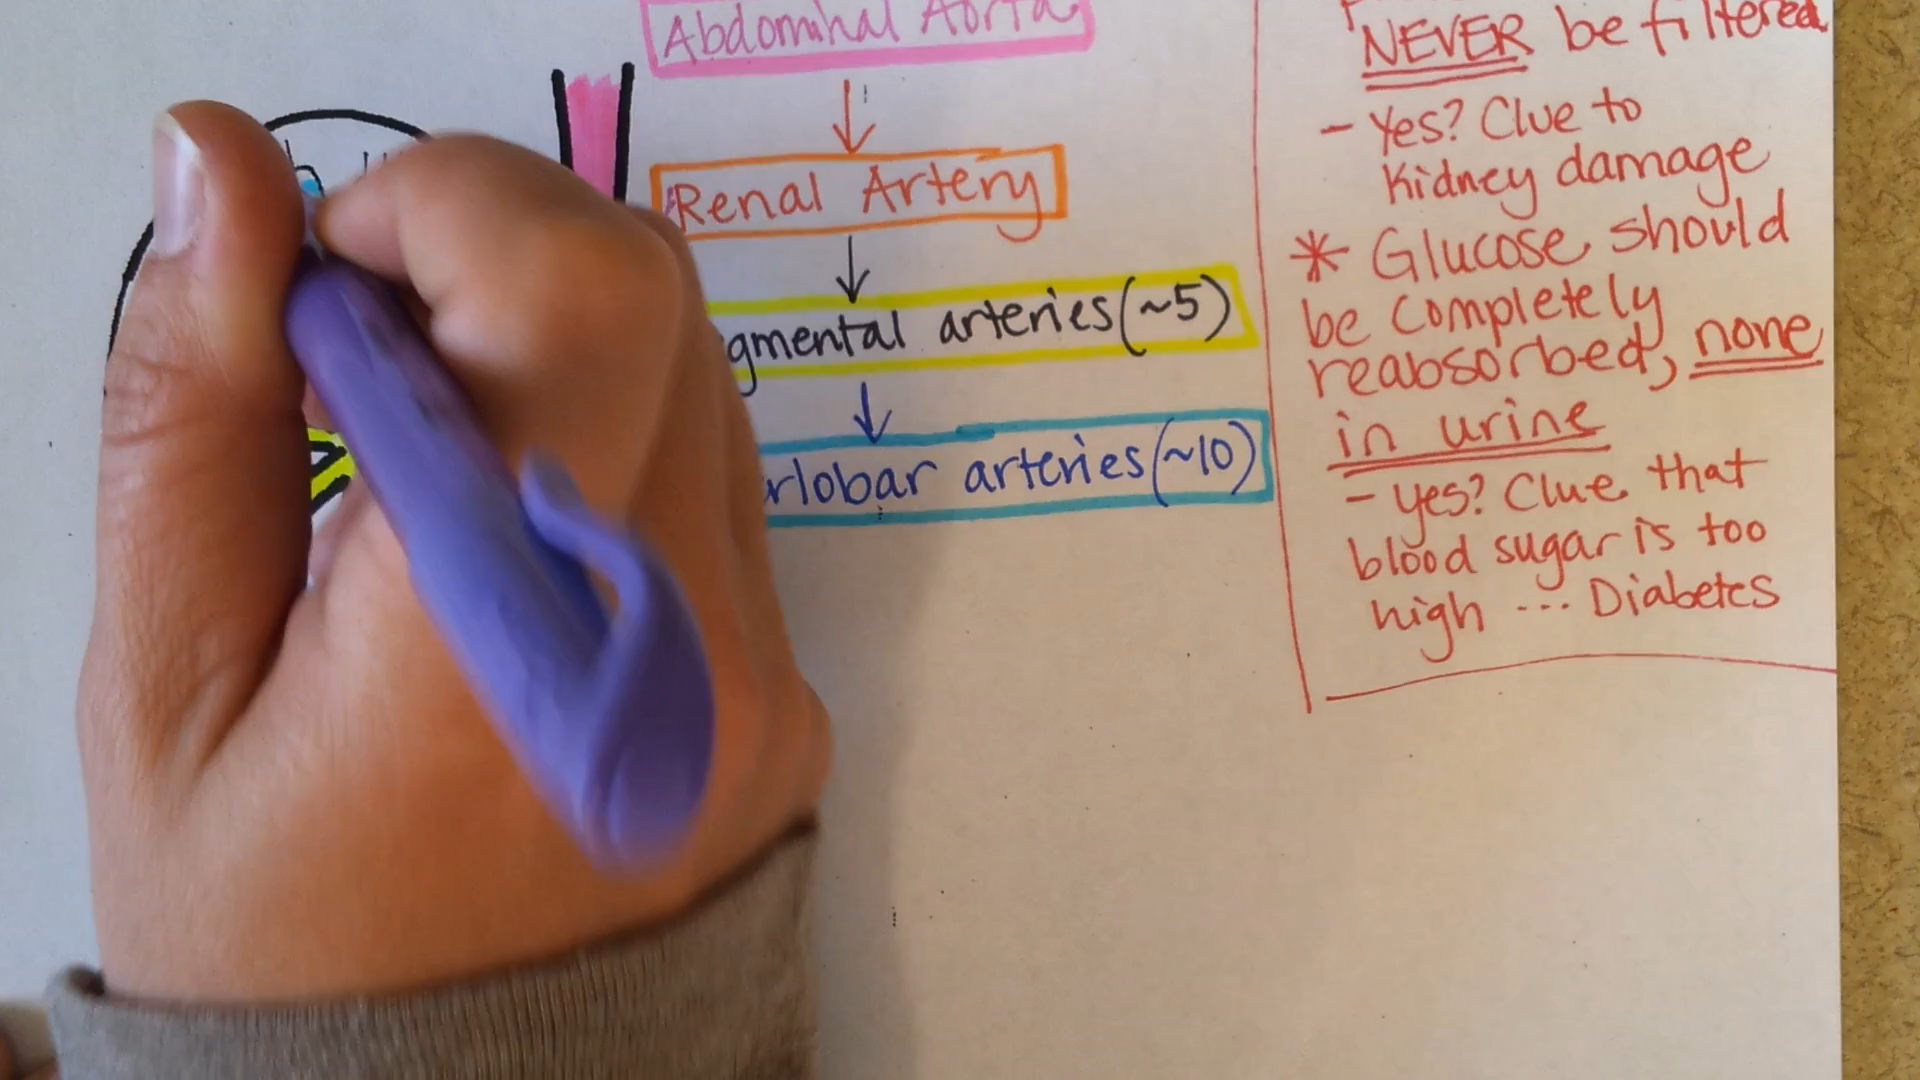 Abdominal Aorta
Renal Artery
gmental arteries (~5)
rlobar arteries (~10)
NEVER be filtered
- Yes? Clue to
Kidney damage
* Glucose should
be completely
reabsorbed, none
in urine
- yes? Clue that
blood sugar is too
high ... Diabetes